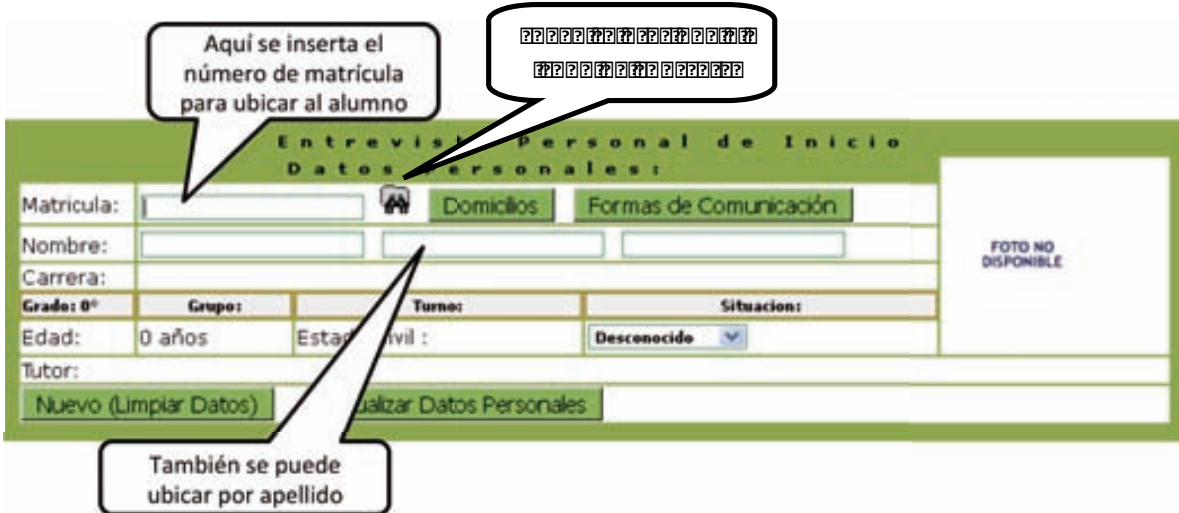 Aquí se inserta el
número de matrícula
para ubicar al alumno
Entrevista Personal de Inicio
Datos Personales:
Matricula: Domicilios Formas de Comunicación
Nombre:
FOTO NO
DISPONIBLE
Carrera:
Grado: 0° Grupo: Turno: Situacion:
Edad: 0 años Estado Civil : Desconocido
Tutor:
Nuevo (Limpiar Datos) Actualizar Datos Personales
También se puede
ubicar por apellido